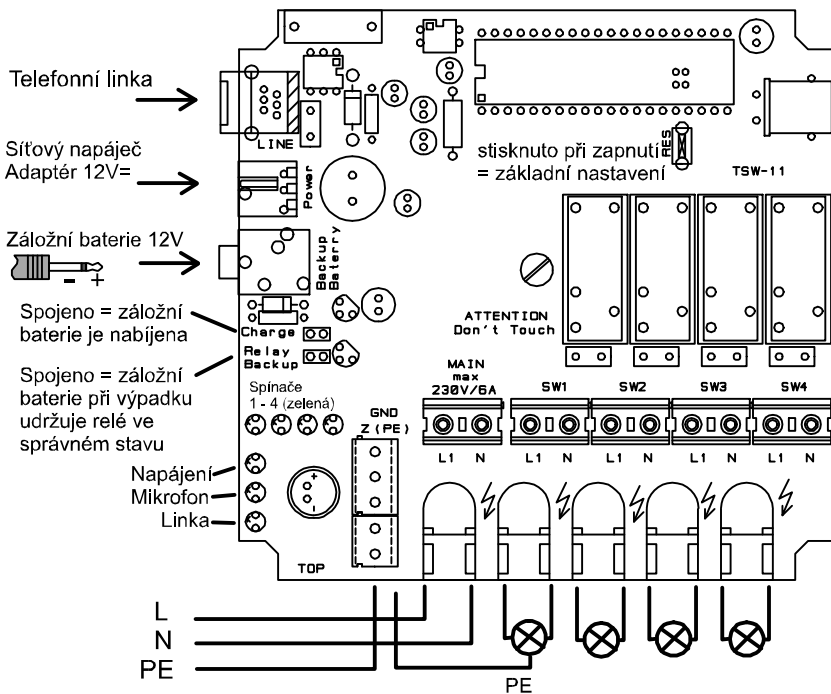 Telefonní linka
LINE
Síťový napáječ
Adaptér 12V=
Power
Záložní baterie 12V
- +
Backup
Baterry
Spojeno = záložní
baterie je nabíjena
Charge
Relay
Backup
Spojeno = záložní
baterie při výpadku
udržuje relé ve
správném stavu
Spínače
1 - 4 (zelená)
Napájení
Mikrofon
Linka
+
-
TOP
GND
Z (PE)
stisknuto při zapnutí
= základní nastavení
RES
TSW-11
ATTENTION
Don't Touch
MAIN
max
230V/6A
SW1
SW2
SW3
SW4
L1 N
L1 N
L1 N
L1 N
L1 N
L
N
PE
PE